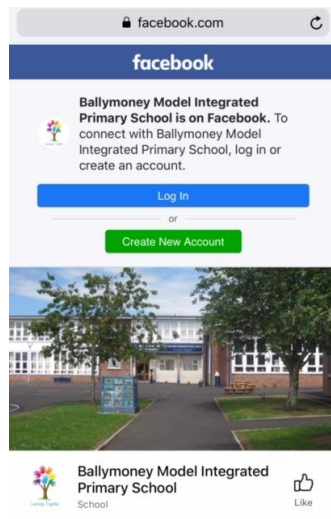 facebook.com
facebook
Ballymoney Model Integrated
Primary School is on Facebook. To
connect with Ballymoney Model
Integrated Primary School, log in or
create an account.
Log In
or
Create New Account
Ballymoney Model Integrated
Primary School
Learning Together
School
Like